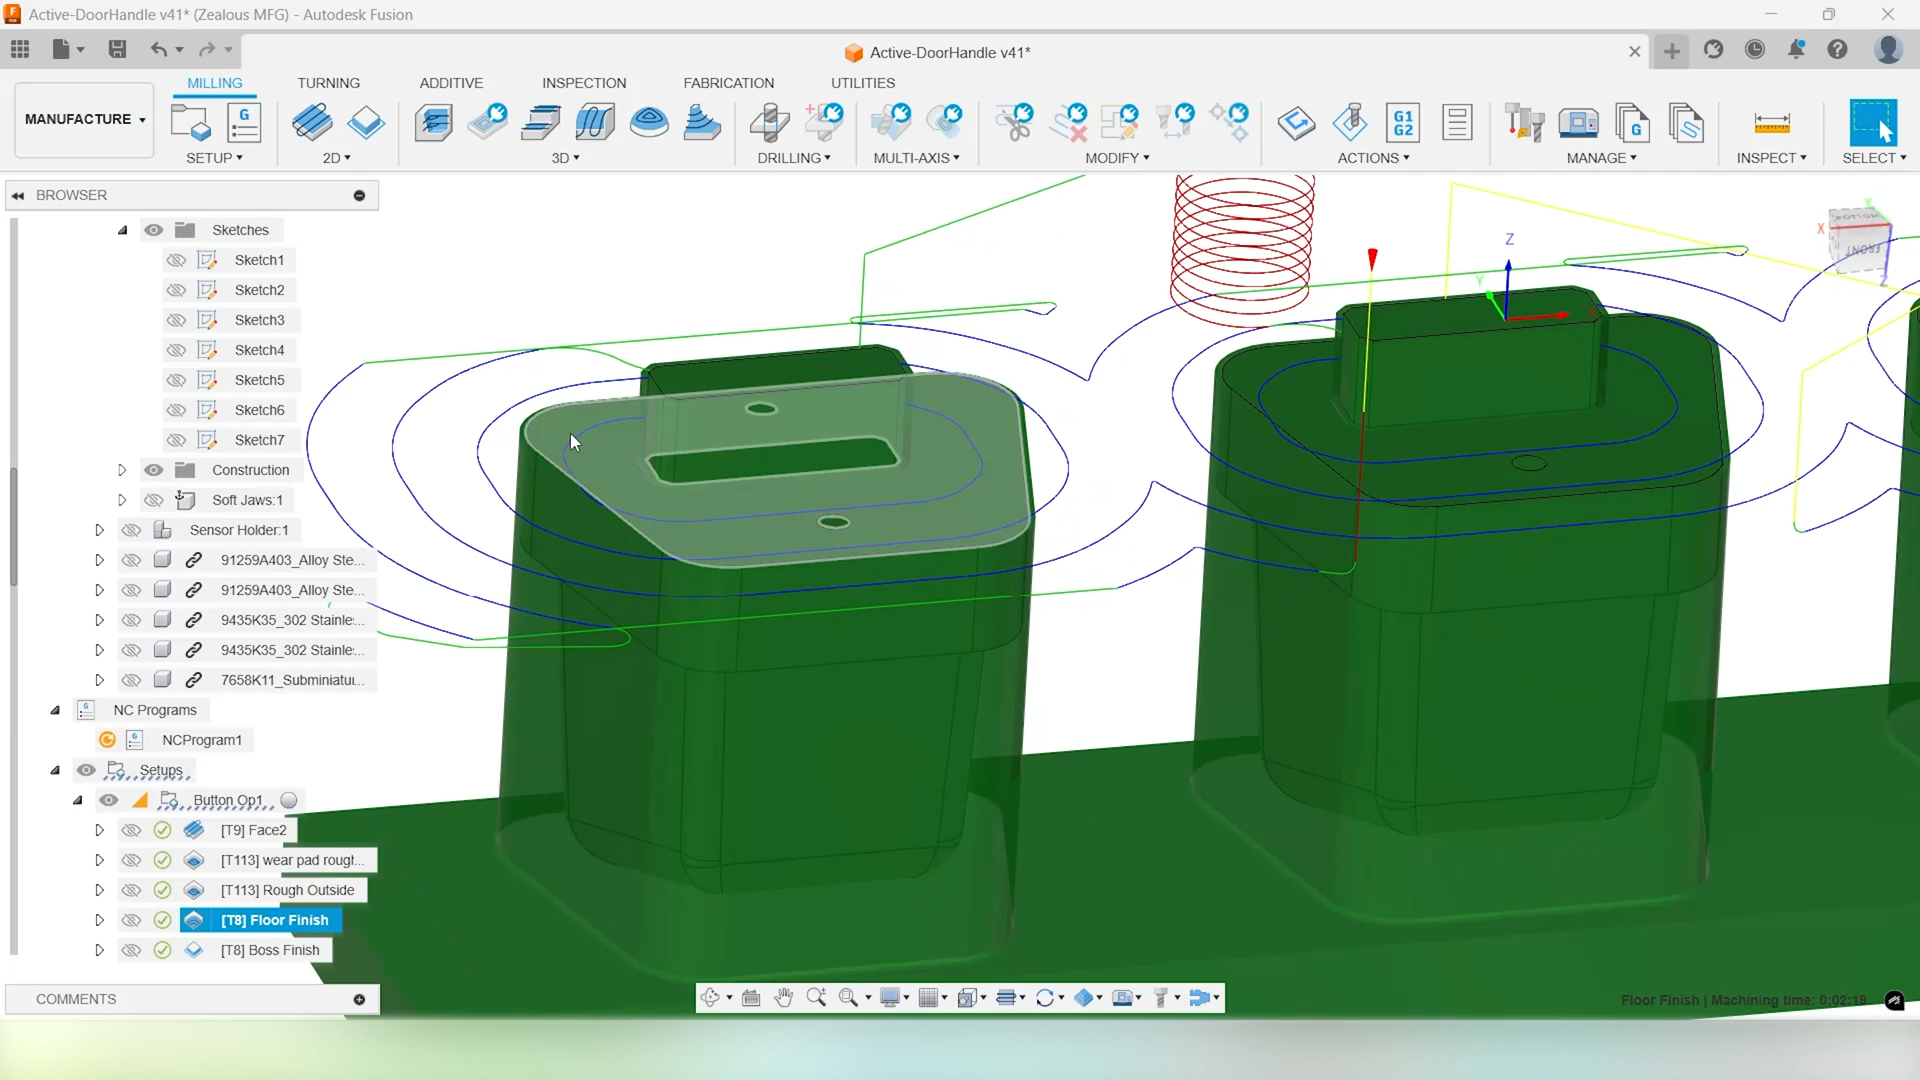 Active-DoorHandle v41* (Zealous MFG) - Autodesk Fusion
Active-DoorHandle v41*
MANUFACTURE
MILLING
TURNING
ADDITIVE
INSPECTION
FABRICATION
UTILITIES
SETUP
2D
3D
DRILLING
MULTI-AXIS
MODIFY
G1
G2
ACTIONS
MANAGE
INSPECT
SELECT
BROWSER
Sketches
Sketch1
Sketch2
Sketch3
Sketch4
Sketch5
Sketch6
Sketch7
Construction
Soft Jaws:1
Sensor Holder:1
91259A403_Alloy Ste...
91259A403_Alloy Ste...
9435K35_302 Stainle...
9435K35_302 Stainle...
7658K11_Subminiatu...
NC Programs
NCProgram1
Setups
Button Op1
[T9] Face2
[T113] wear pad rougl...
[T113] Rough Outside
[T8] Floor Finish
[T8] Boss Finish
COMMENTS
Z
Y
X
Y
FRONT
Z
Floor Finish | Machining time: 0:02:19